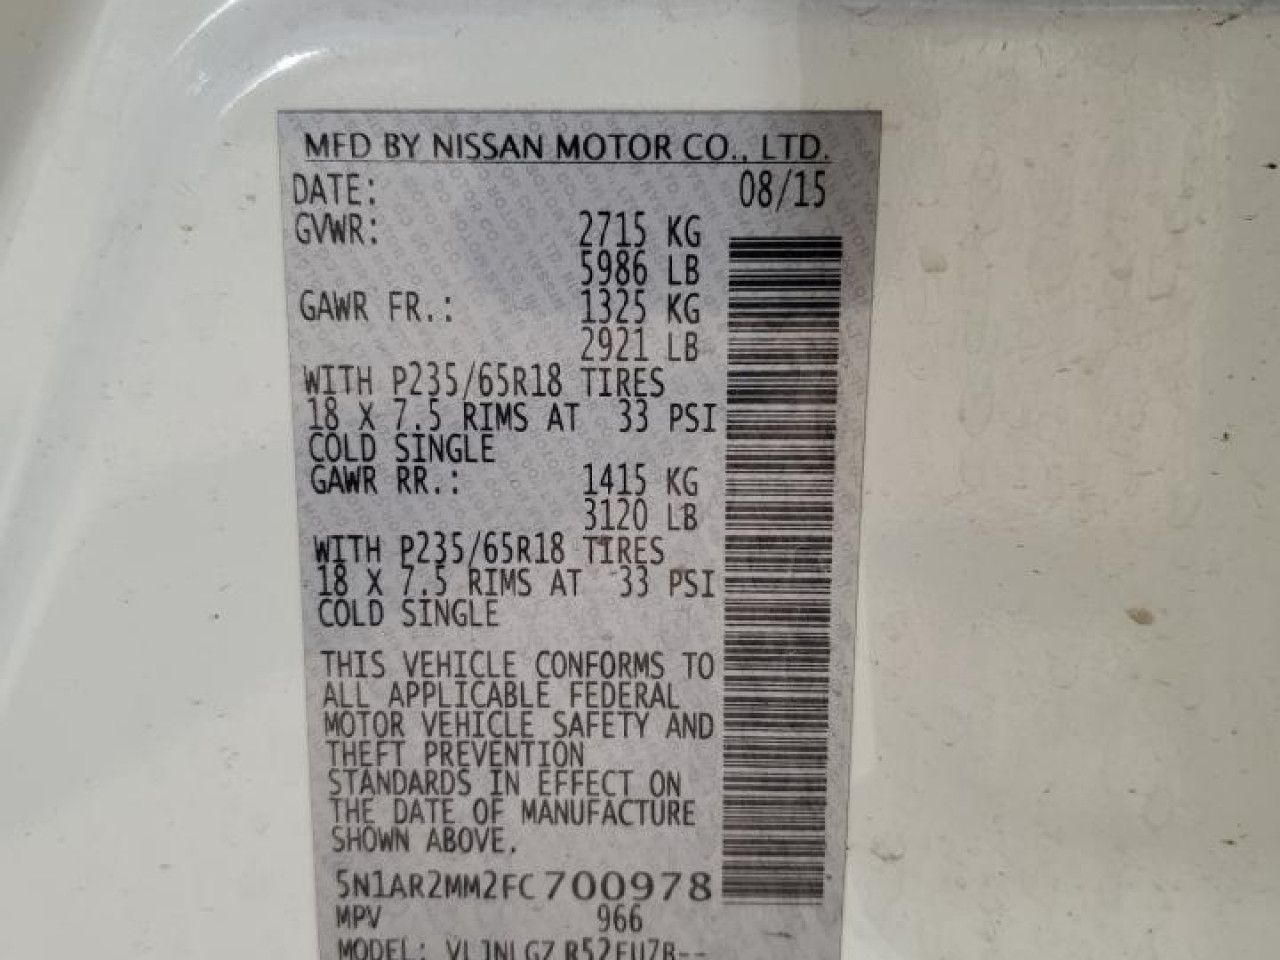 MFD BY NISSAN MOTOR CO., LTD.
DATE: 08/15
GVWR: 2715 KG
5986 LB
GAWR FR.: 1325 KG
2921 LB
WITH P235/65R18 TIRES
18 X 7.5 RIMS AT 33 PSI
COLD SINGLE
GAWR RR.: 1415 KG
3120 LB
WITH P235/65R18 TIRES
18 X 7.5 RIMS AT 33 PSI
COLD SINGLE
THIS VEHICLE CONFORMS TO
ALL APPLICABLE FEDERAL
MOTOR VEHICLE SAFETY AND
THEFT PREVENTION
STANDARDS IN EFFECT ON
THE DATE OF MANUFACTURE
SHOWN ABOVE.
5N1AR2MM2FC700978
MPV 966
MODEL: